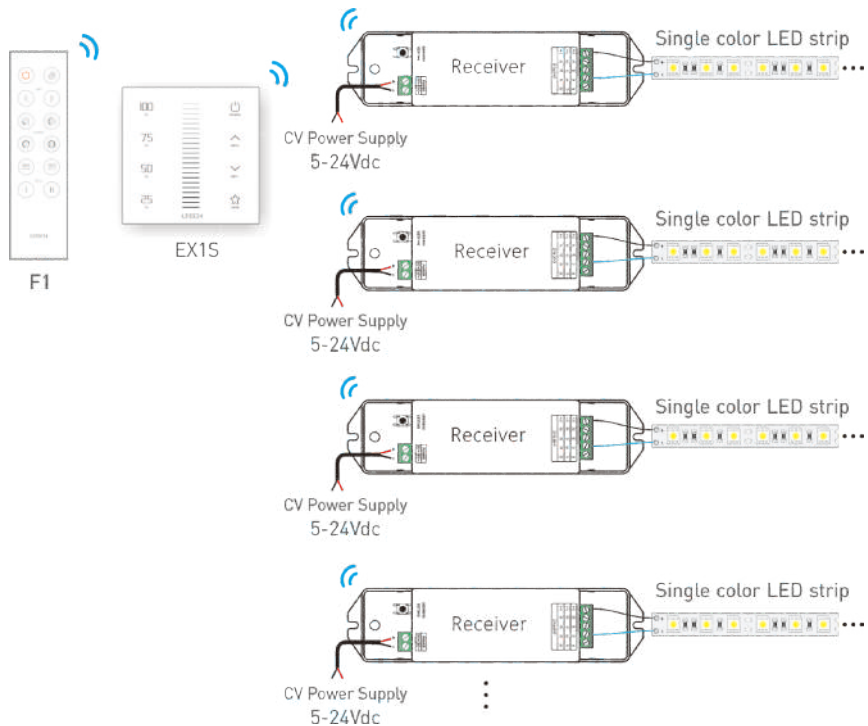 Single color LED strip
Receiver
CV Power Supply
5-24Vdc
100
75
50
25
LTECH
EX1S
F1
Single color LED strip
Receiver
CV Power Supply
5-24Vdc
Single color LED strip
Receiver
CV Power Supply
5-24Vdc
Single color LED strip
Receiver
CV Power Supply
5-24Vdc